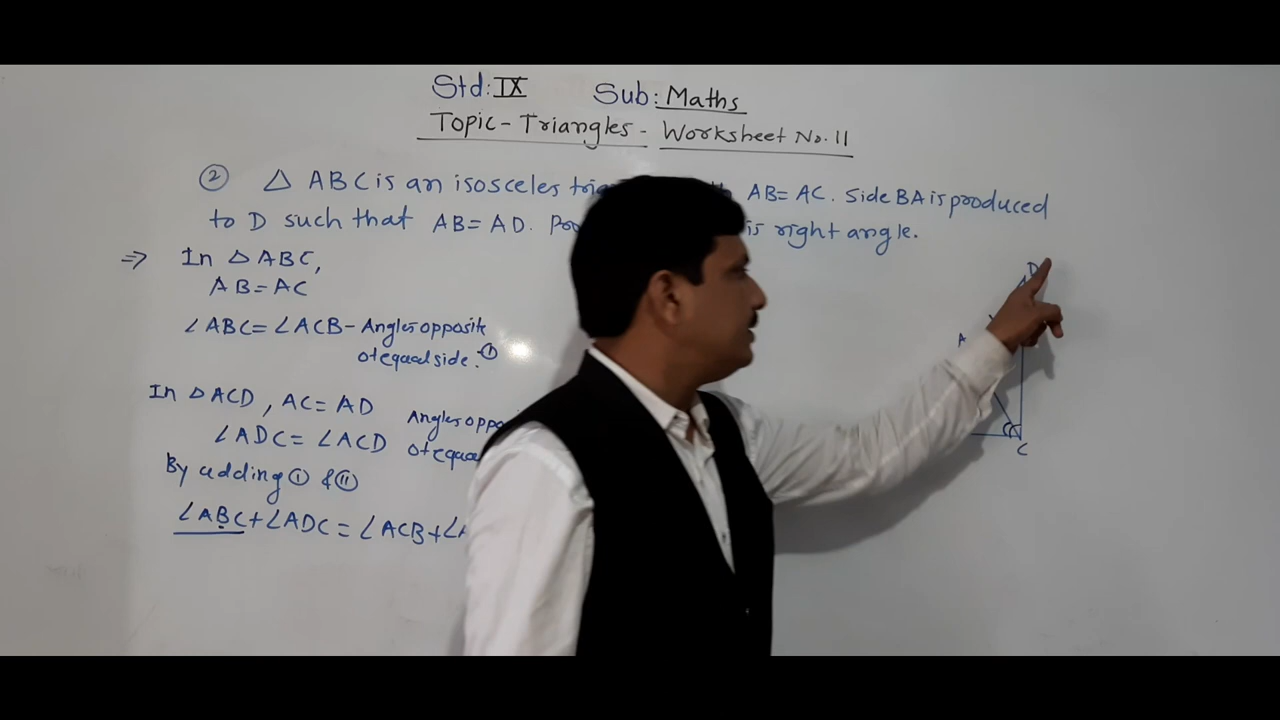 Std: IX Sub: Maths
Topic - Triangles - Worksheet No. 11
② △ ABC is an isosceles AB = AC. Side BA is produced
to D such that AB = AD. is right angle.
⇒ In △ ABC,
AB = AC
∠ABC = ∠ACB - Angles opposite
of equal side. ①
In △ ACD, AC = AD Angles
∠ADC = ∠ACD of
By adding ① & ⑪
∠ABC + ∠ADC = ∠ACB +
D
A
C